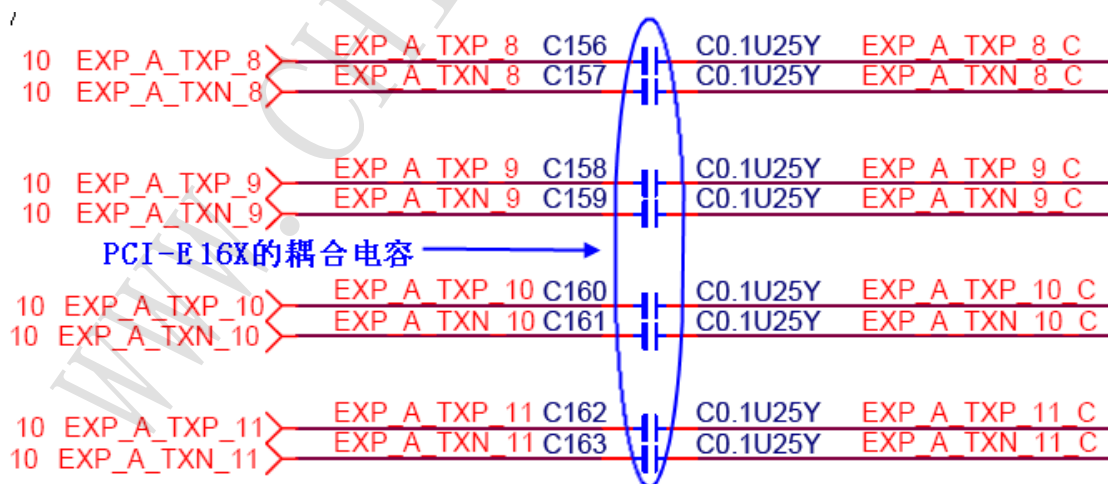 10 EXP_A_TXP_8 EXP_A_TXP_8 C156 C0.1U25Y EXP_A_TXP_8_C
10 EXP_A_TXN_8 EXP_A_TXN_8 C157 C0.1U25Y EXP_A_TXN_8_C
10 EXP_A_TXP_9 EXP_A_TXP_9 C158 C0.1U25Y EXP_A_TXP_9_C
10 EXP_A_TXN_9 EXP_A_TXN_9 C159 C0.1U25Y EXP_A_TXN_9_C
PCI-E16X的耦合电容
10 EXP_A_TXP_10 EXP_A_TXP_10 C160 C0.1U25Y EXP_A_TXP_10_C
10 EXP_A_TXN_10 EXP_A_TXN_10 C161 C0.1U25Y EXP_A_TXN_10_C
10 EXP_A_TXP_11 EXP_A_TXP_11 C162 C0.1U25Y EXP_A_TXP_11_C
10 EXP_A_TXN_11 EXP_A_TXN_11 C163 C0.1U25Y EXP_A_TXN_11_C
WWW.CH